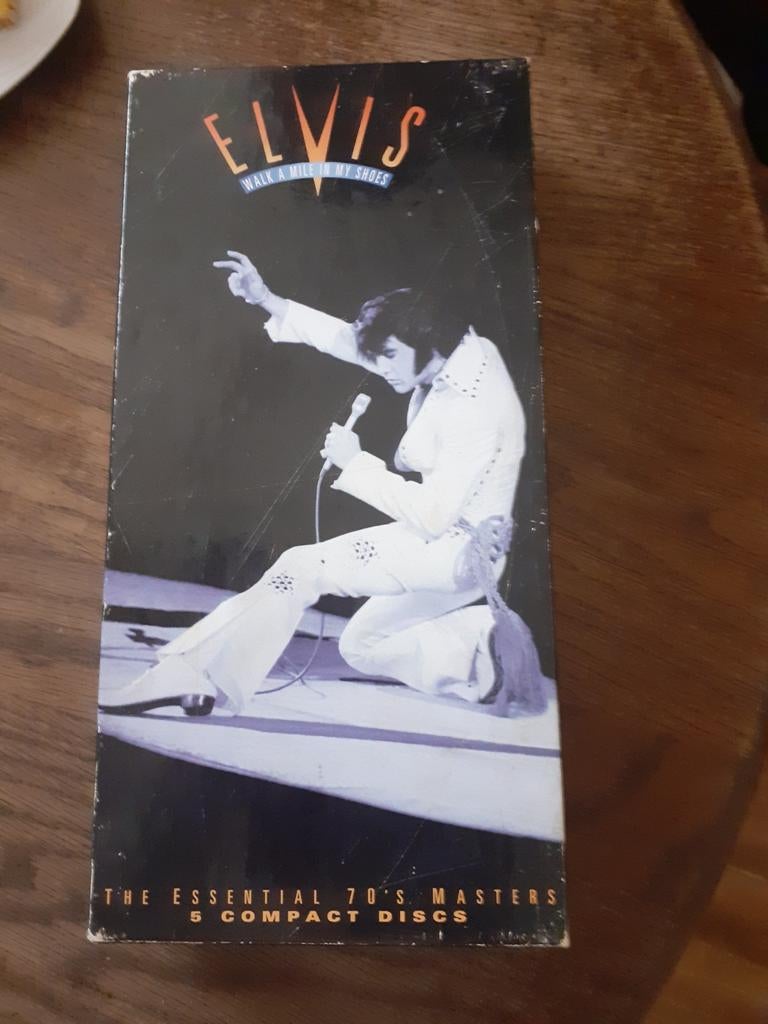 ELVIS
WALK A MILE IN MY SHOES
THE ESSENTIAL 70'S MASTERS
5 COMPACT DISCS